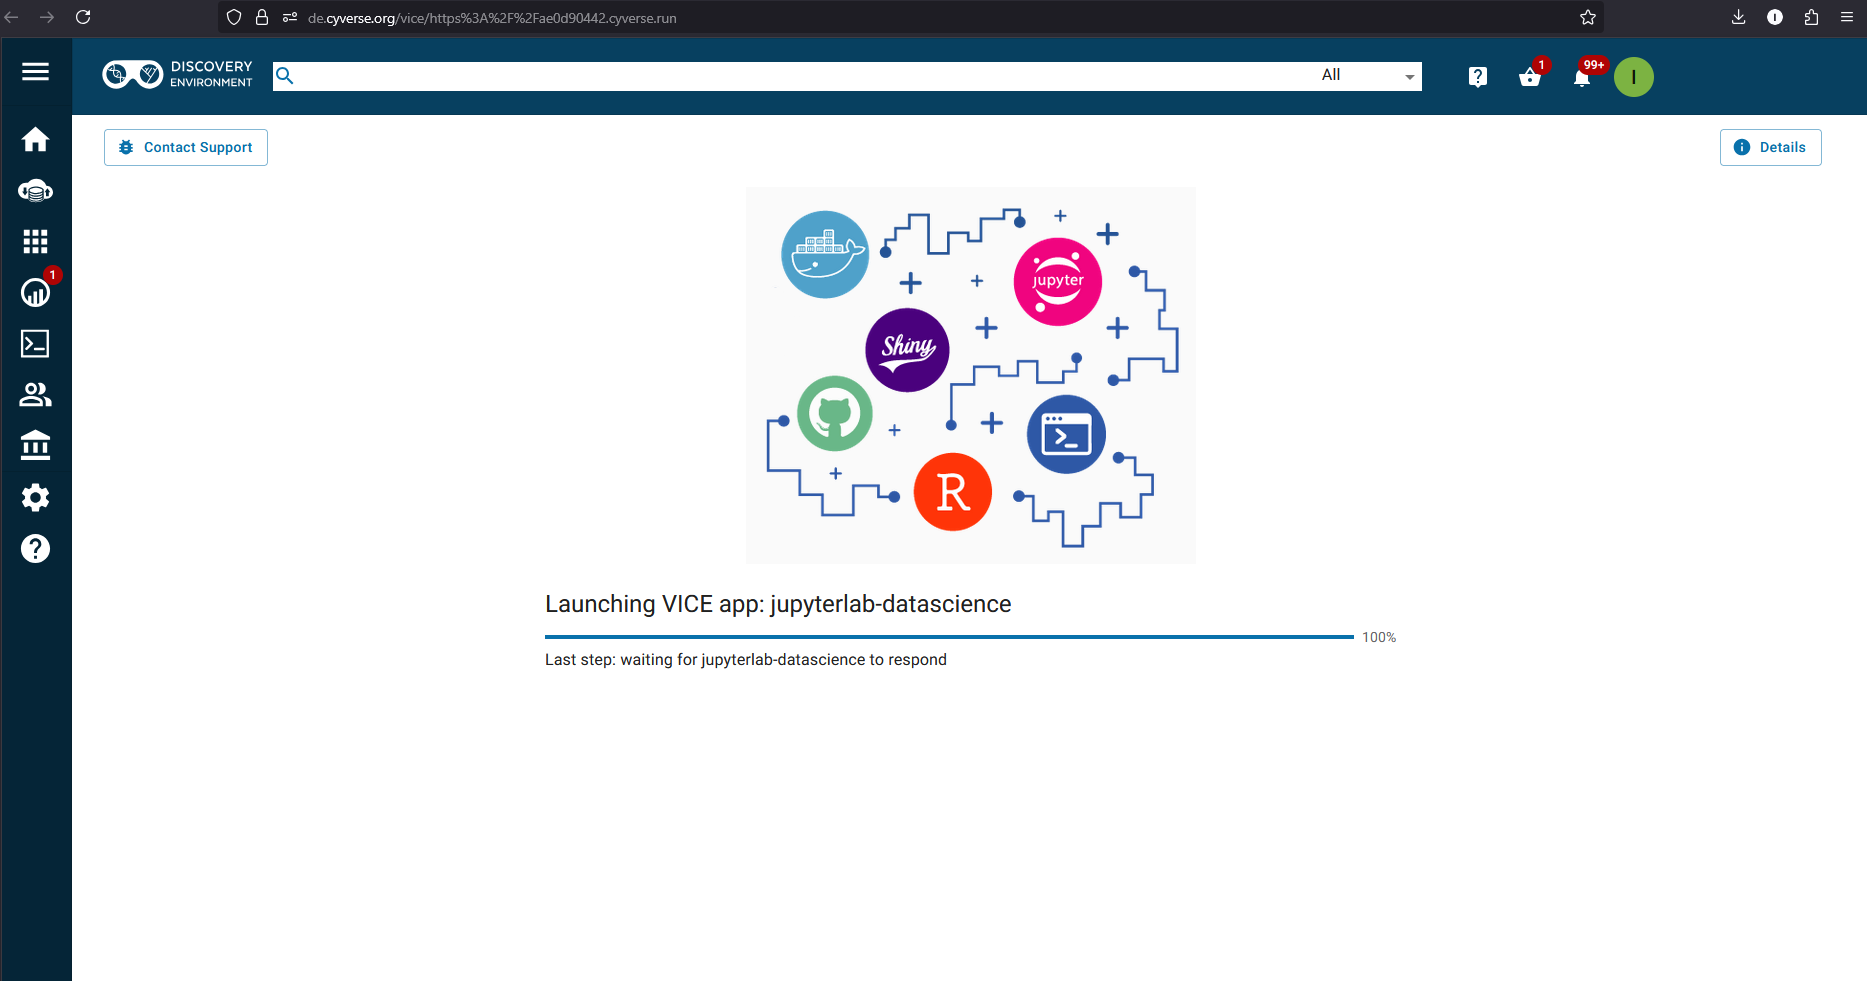 de.cyverse.org/vice/https%3A%2F%2Fae0d90442.cyverse.run
DISCOVERY
ENVIRONMENT
All
1
99+
I
I
Contact Support
Details
1
jupyter
Shiny
R
Launching VICE app: jupyterlab-datascience
100%
Last step: waiting for jupyterlab-datascience to respond